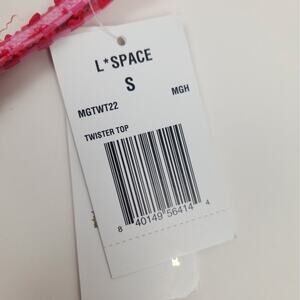 L*SPACE
S
MGTWT22 MGH
TWISTER TOP
8 40149 56414 4